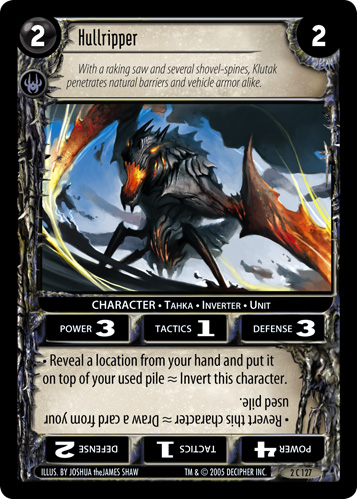 2 Hullripper 2
With a raking saw and several shovel-spines, Klutak
penetrates natural barriers and vehicle armor alike.
CHARACTER • TAHKA • INVERTER • UNIT
POWER 3 TACTICS 1 DEFENSE 3
• Reveal a location from your hand and put it
on top of your used pile ≈ Invert this character.
• Revert this character ≈ Draw a card from your
used pile.
POWER 4 TACTICS 1 DEFENSE 2
ILLUS. BY JOSHUA theJAMES SHAW TM & © 2005 DECIPHER INC. 2 C 127